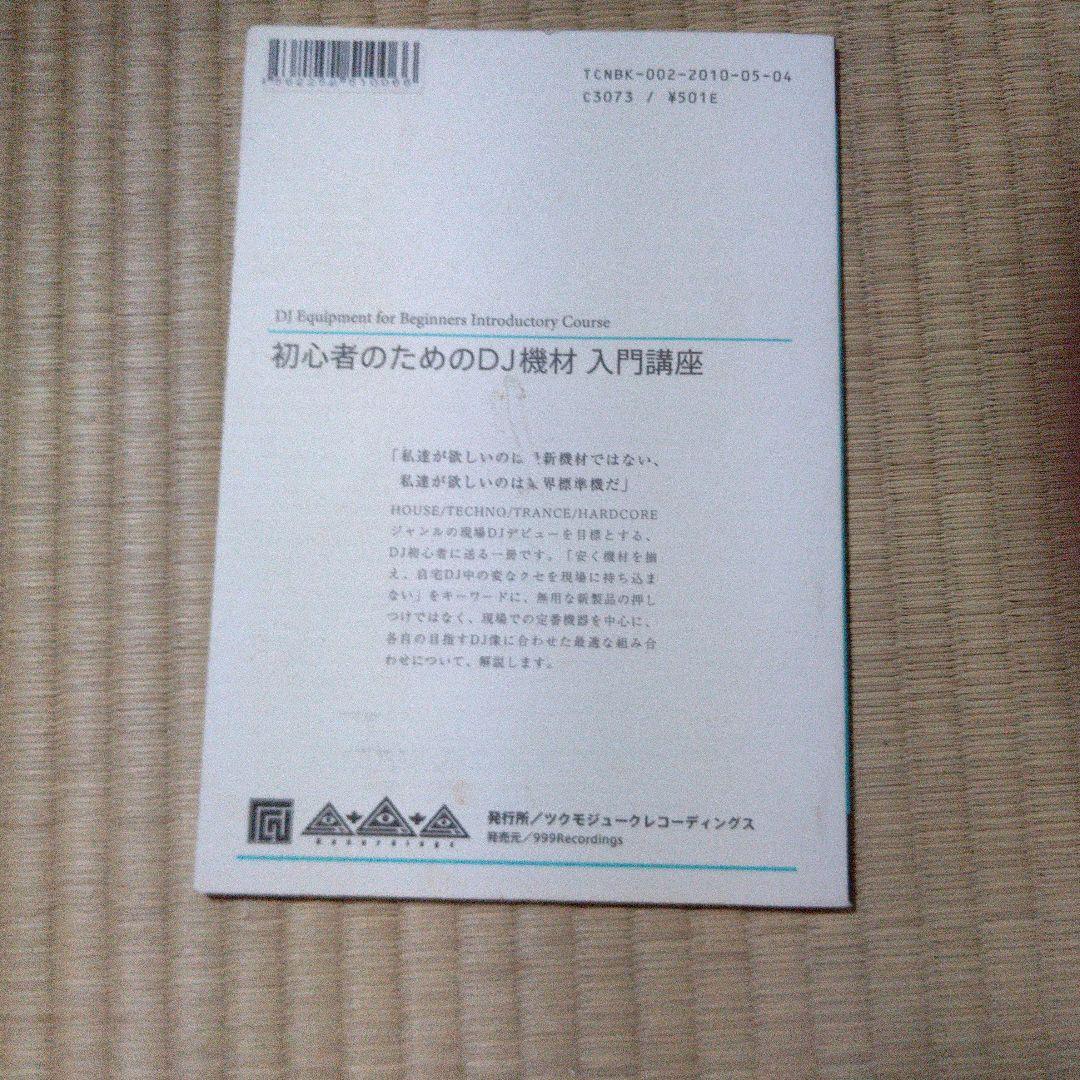 TCNBK-002-2010-05-04
C3073 / ¥501E
DJ Equipment for Beginners Introductory Course
初心者のためのDJ機材 入門講座
「私達が欲しいのは 新機材ではない、
私達が欲しいのは 界標準機だ」
HOUSE/TECHNO/TRANCE/HARDCORE
ジャンルの現場DJデビューを目標とする、
DJ初心者に送る一冊です。「安く機材を揃
え、自宅DJ中の変なクセを現場に持ち込ま
ない」をキーワードに、無用な新製品の押し
つけではなく、現場での定番機器を中心に、
各自の目指すDJ像に合わせた最適な組み合
わせについて、解説します。
発行所／ツクモジュークレコーディングス
発売元／999Recordings